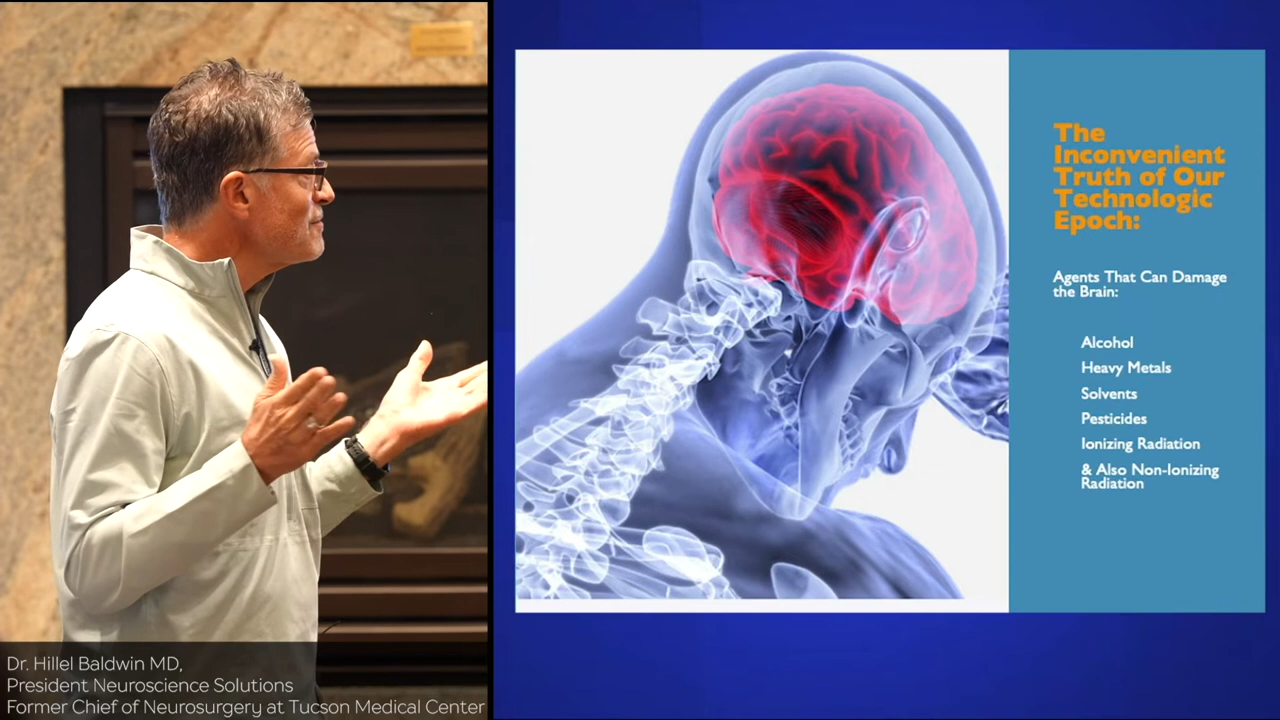 The
Inconvenient
Truth of Our
Technologic
Epoch:
Agents That Can Damage
the Brain:
Alcohol
Heavy Metals
Solvents
Pesticides
Ionizing Radiation
& Also Non-Ionizing
Radiation
Dr. Hillel Baldwin MD,
President Neuroscience Solutions
Former Chief of Neurosurgery at Tucson Medical Center